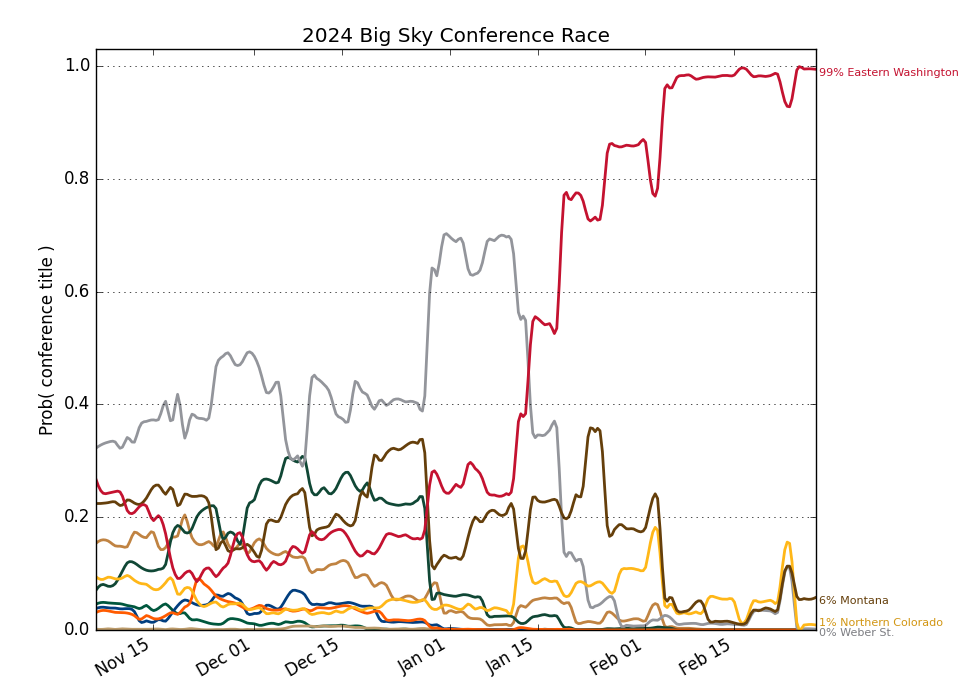 2024 Big Sky Conference Race
Prob( conference title )
1.0
0.8
0.6
0.4
0.2
0.0
Nov 15
Dec 01
Dec 15
Jan 01
Jan 15
Feb 01
Feb 15
99% Eastern Washington
6% Montana
1% Northern Colorado
0% Weber St.